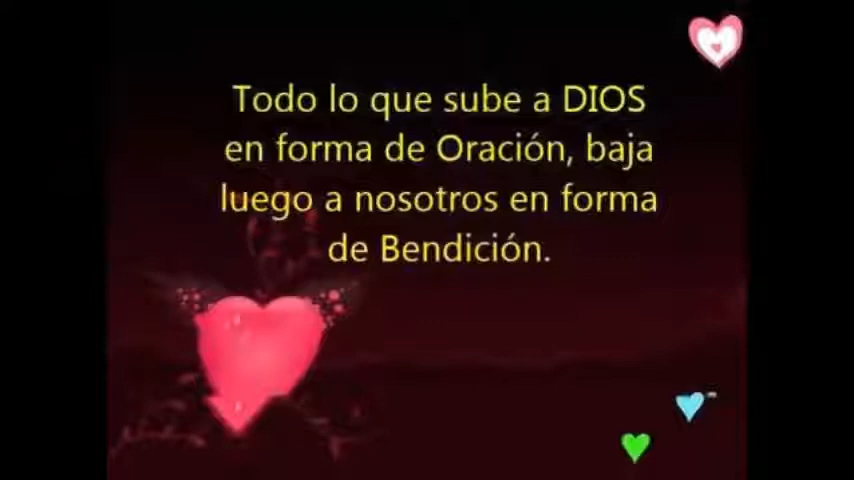 Todo lo que sube a DIOS
en forma de Oración, baja
luego a nosotros en forma
de Bendición.